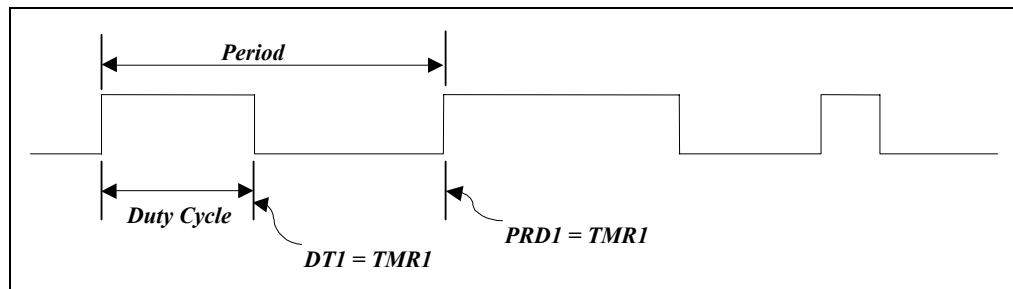 Period
Duty Cycle
PRD1 = TMR1
DT1 = TMR1